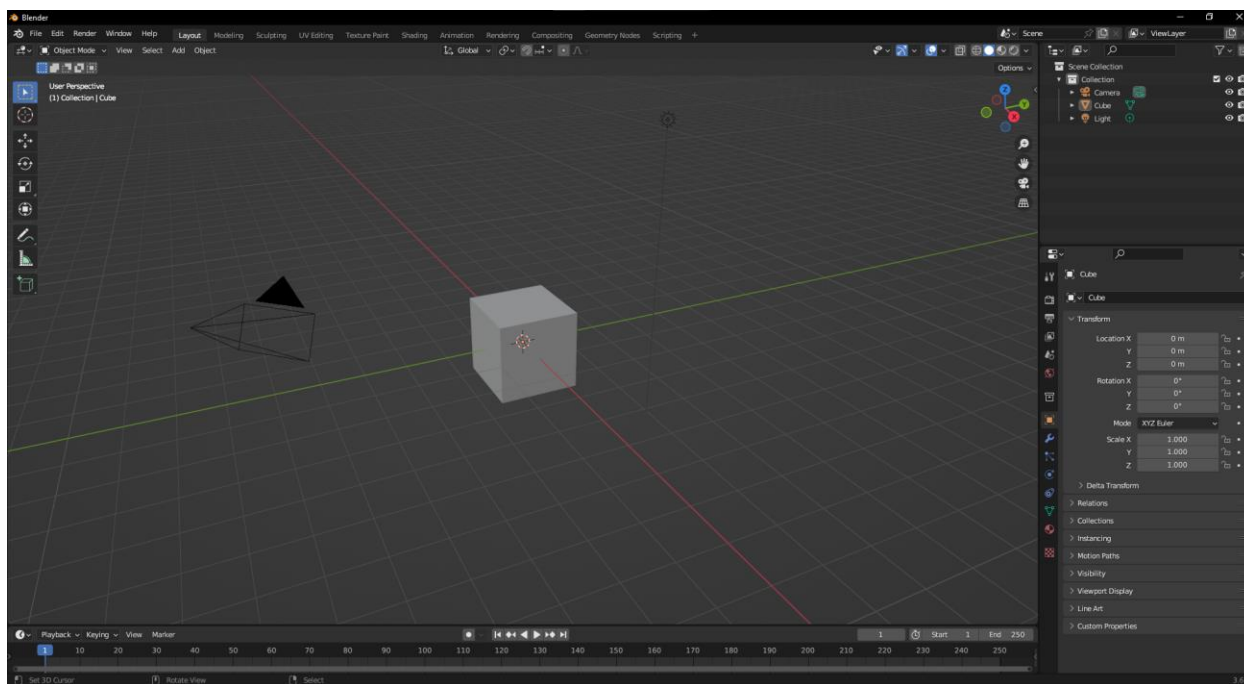 Blender
File Edit Render Window Help Layout Modeling Sculpting UV Editing Texture Paint Shading Animation Rendering Compositing Geometry Nodes Scripting + Scene ViewLayer
Object Mode View Select Add Object Global
Options
User Perspective
(1) Collection | Cube
Z
Y
X
Scene Collection
Collection
Camera
Cube
Light
Cube
Cube
Transform
Location X 0 m
Y 0 m
Z 0 m
Rotation X 0°
Y 0°
Z 0°
Mode XYZ Euler
Scale X 1.000
Y 1.000
Z 1.000
Delta Transform
Relations
Collections
Instancing
Motion Paths
Visibility
Viewport Display
Line Art
Custom Properties
Playback Keying View Marker 1 Start 1 End 250
1 10 20 30 40 50 60 70 80 90 100 110 120 130 140 150 160 170 180 190 200 210 220 230 240 250
Set 3D Cursor Rotate View Select 3.6